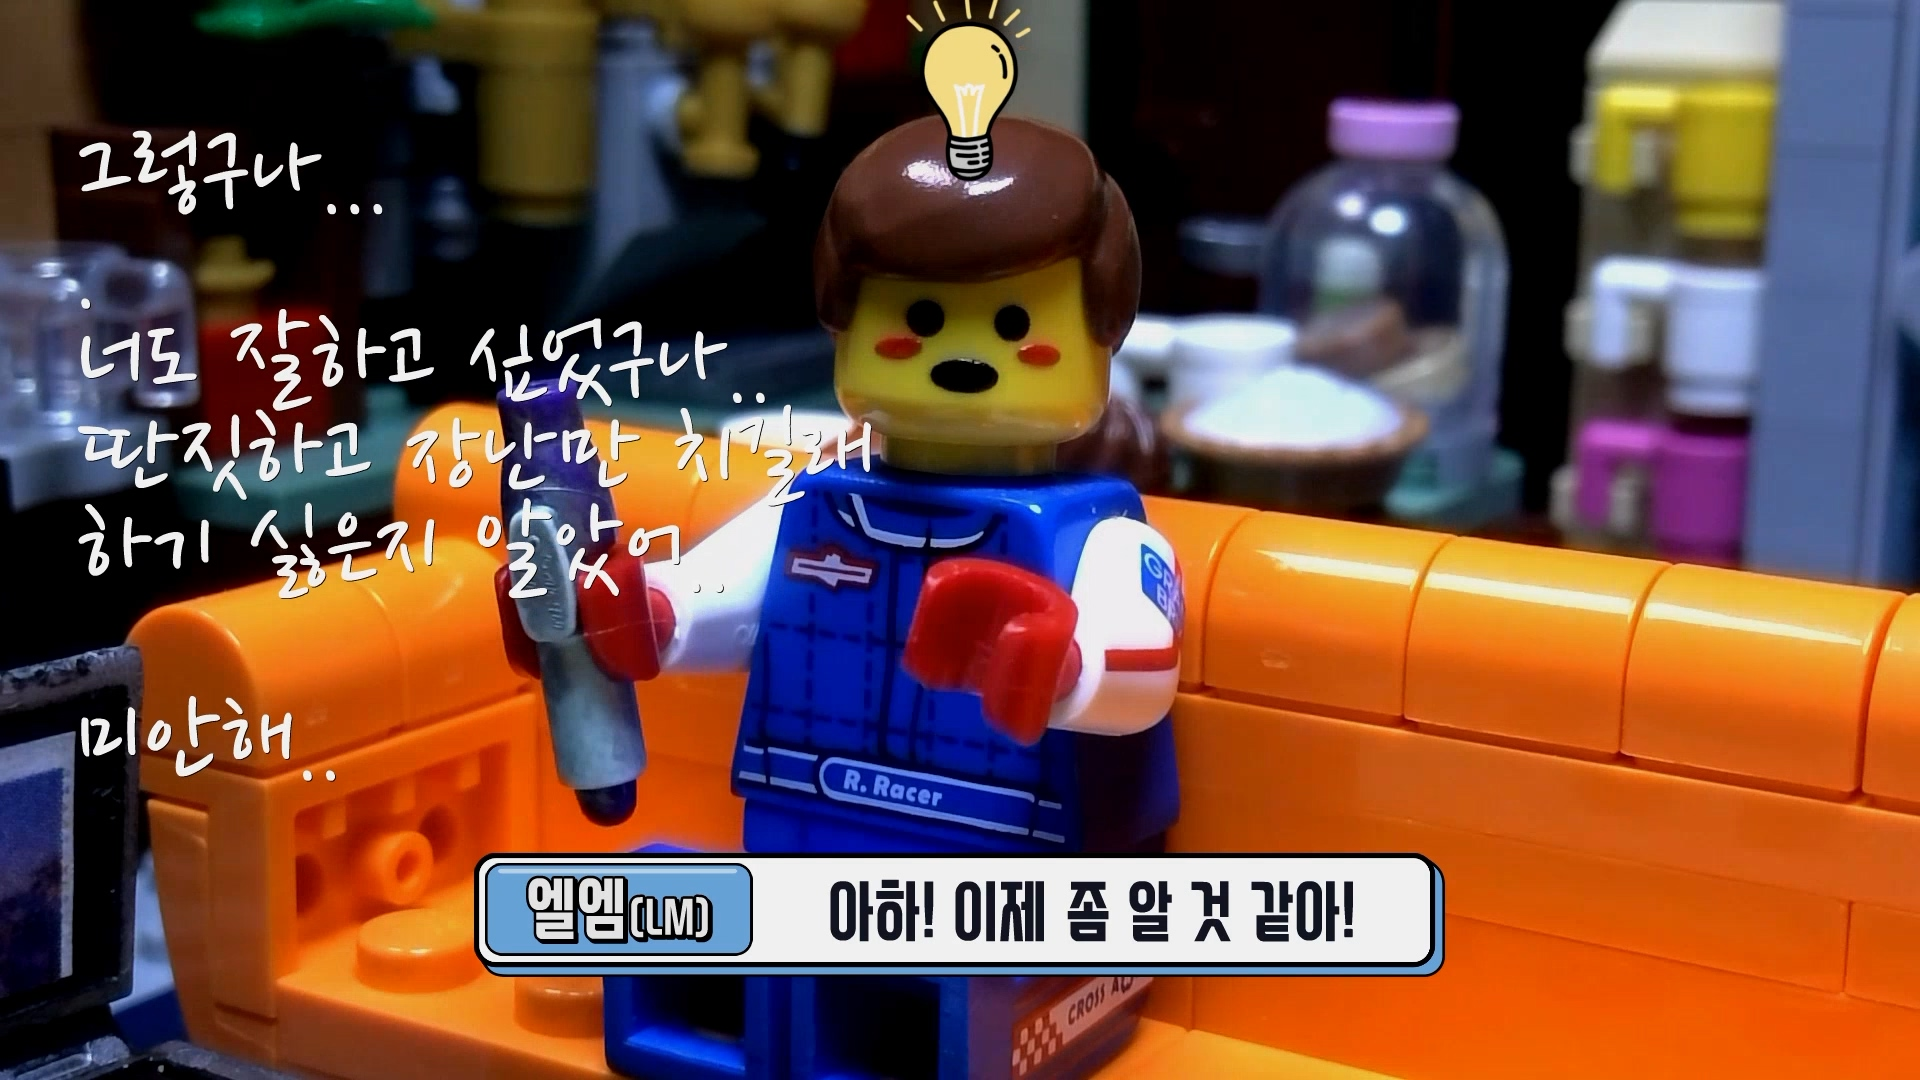 그렇구나...
.
너도 잘하고 싶었구나..
딴짓하고 장난만 치길래
하기 싫은지 알았어..
미안해..
R. Racer
엘엠(LM) 아하! 이제 좀 알 것 같아!
CROSS